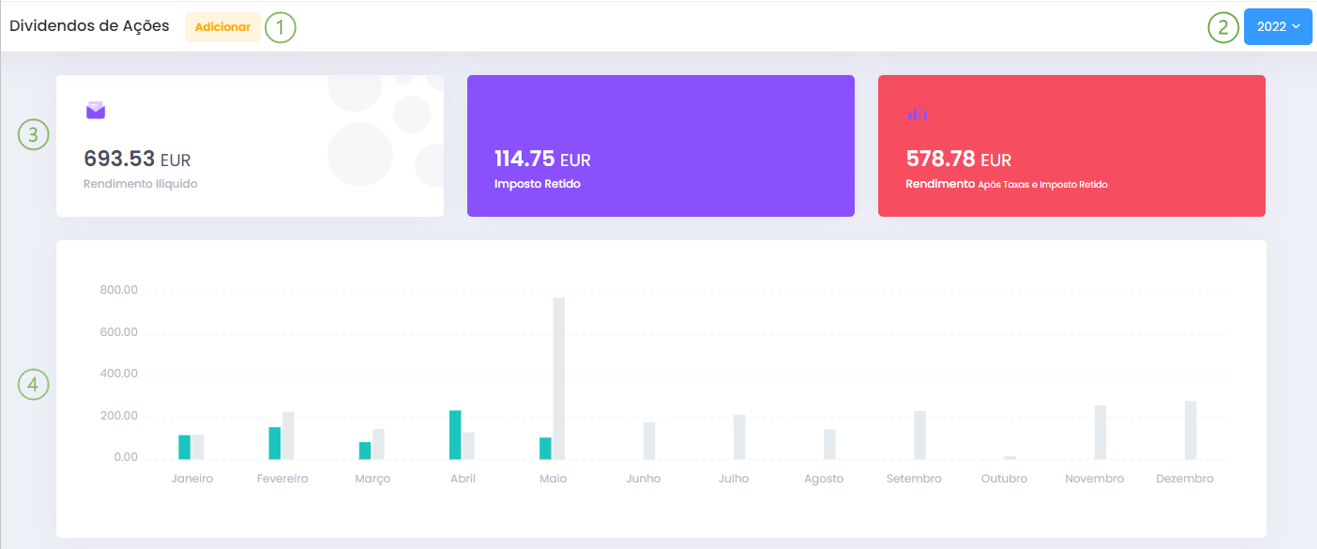 Dividendos de Ações Adicionar 1 2 2022
3
693.53 EUR
Rendimento Ilíquido
114.75 EUR
Imposto Retido
578.78 EUR
Rendimento Após Taxas e Imposto Retido
4
800.00
600.00
400.00
200.00
0.00
Janeiro Fevereiro Março Abril Maio Junho Julho Agosto Setembro Outubro Novembro Dezembro